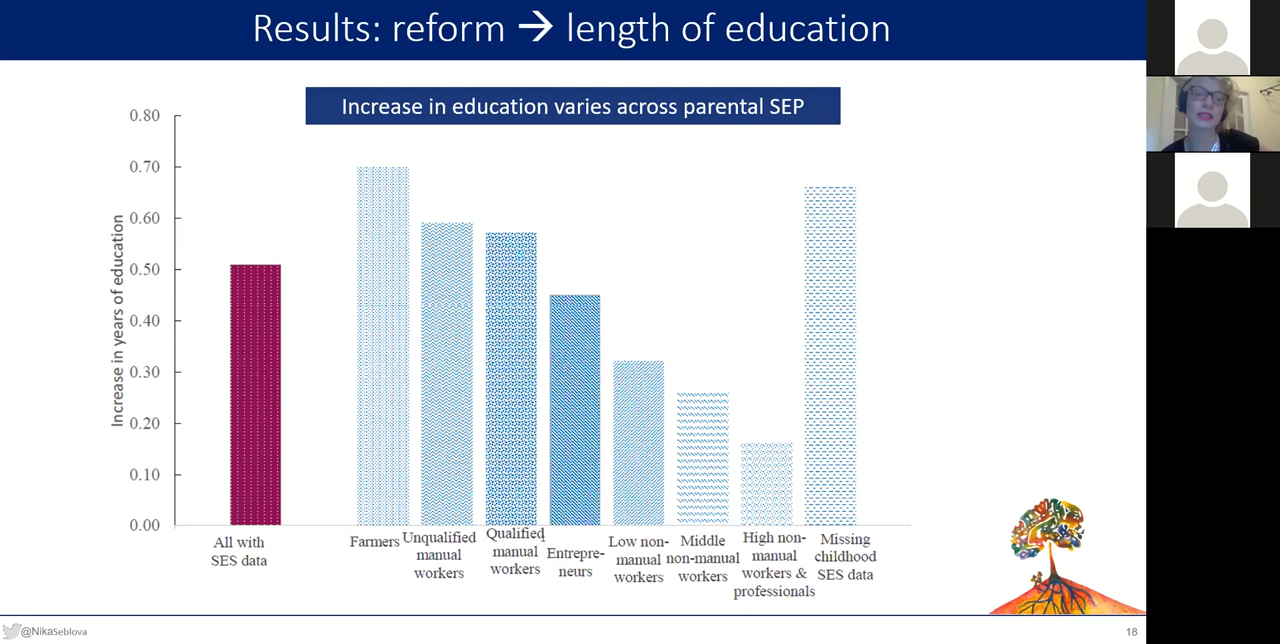 Results: reform → length of education
Increase in education varies across parental SEP
Increase in years of education
0.80
0.70
0.60
0.50
0.40
0.30
0.20
0.10
0.00
All with
SES data
Farmers
Unqualified
manual
workers
Qualified
manual
workers
Entrepre-
neurs
Low non-
manual
workers
Middle
non-manual
workers
High non-
manual
workers &
professionals
Missing
childhood
SES data
@NikaSeblova
18